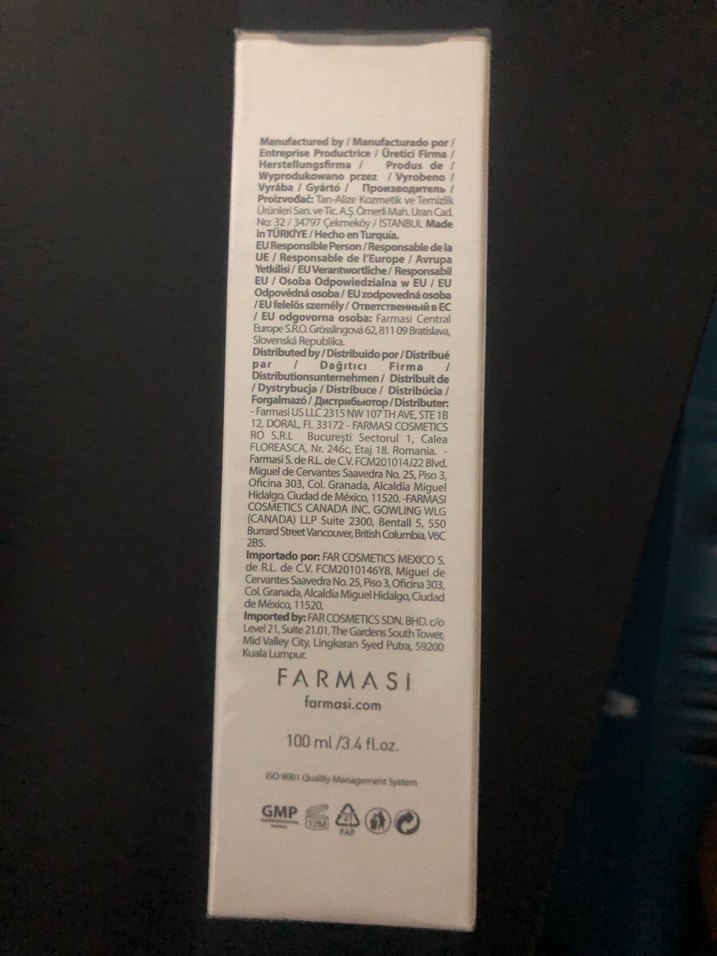 Manufactured by / Manufacturado por /
Entreprise Productrice / Üretici Firma /
Herstellungsfirma / Produs de /
Wyprodukowano przez / Vyrobeno /
Vyrába / Gyártó / Производитель /
Proizvođač: Tan-Alize Kozmetik ve Temizlik
Ürünleri San. ve Tic. A.Ş. Ömerli Mah. Uran Cad.
No: 32 / 34797 Çekmeköy / İSTANBUL Made
in TÜRKİYE / Hecho en Turquía.
EU Responsible Person / Responsable de la
UE / Responsable de l'Europe / Avrupa
Yetkilisi / EU Verantwortliche / Responsabil
EU / Osoba Odpowiedzialna w EU / EU
Odpovědná osoba / EU zodpovedná osoba
/ EU felelős személy / Ответственный в ЕС
/ EU odgovorna osoba: Farmasi Central
Europe S.R.O. Grösslingová 62, 811 09 Bratislava,
Slovenská Republika.
Distributed by / Distribuido por / Distribué
par / Dağıtıcı Firma /
Distributionsunternehmen / Distribuit de
/ Dystrybucja / Distribuce / Distribúcia /
Forgalmazó / Дистрибьютор / Distributer:
- Farmasi US LLC 2315 NW 107 TH AVE, STE 1B
12, DORAL, FL 33172 - FARMASI COSMETICS
RO S.R.L București Sectorul 1, Calea
FLOREASCA, Nr. 246c, Etaj 18. Romania. -
Farmasi S. de R.L. de C.V. FCM201014J22 Blvd.
Miguel de Cervantes Saavedra No. 25, Piso 3,
Oficina 303, Col. Granada, Alcaldía Miguel
Hidalgo, Ciudad de México, 11520. -FARMASI
COSMETICS CANADA INC. GOWLING WLG
(CANADA) LLP Suite 2300, Bentall 5, 550
Burrard Street Vancouver, British Columbia, V6C
2B5.
Importado por: FAR COSMETICS MEXICO S.
de R.L. de C.V. FCM2010146Y8. Miguel de
Cervantes Saavedra No. 25, Piso 3, Oficina 303,
Col. Granada, Alcaldía Miguel Hidalgo, Ciudad
de México, 11520.
Imported by: FAR COSMETICS SDN. BHD. c/o
Level 21, Suite 21.01, The Gardens South Tower,
Mid Valley City, Lingkaran Syed Putra, 59200
Kuala Lumpur.
FARMASİ
farmasi.com
100 ml /3.4 fl.oz.
ISO 9001 Quality Management System
GMP 12M 21
PAP